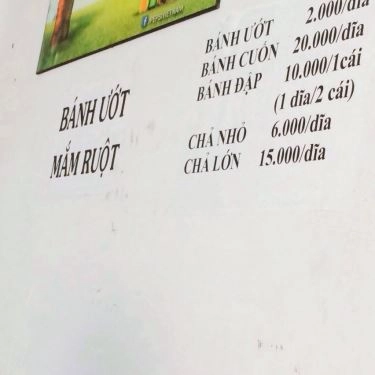 f /PEPSIVIETNAM
BÁNH ƯỚT
MẮM RUỘT
BÁNH ƯỚT 2.000/dĩa
BÁNH CUỐN 20.000/dĩa
BÁNH ĐẬP 10.000/1cái
(1 dĩa/2 cái)
CHẢ NHỎ 6.000/dĩa
CHẢ LỚN 15.000/dĩa